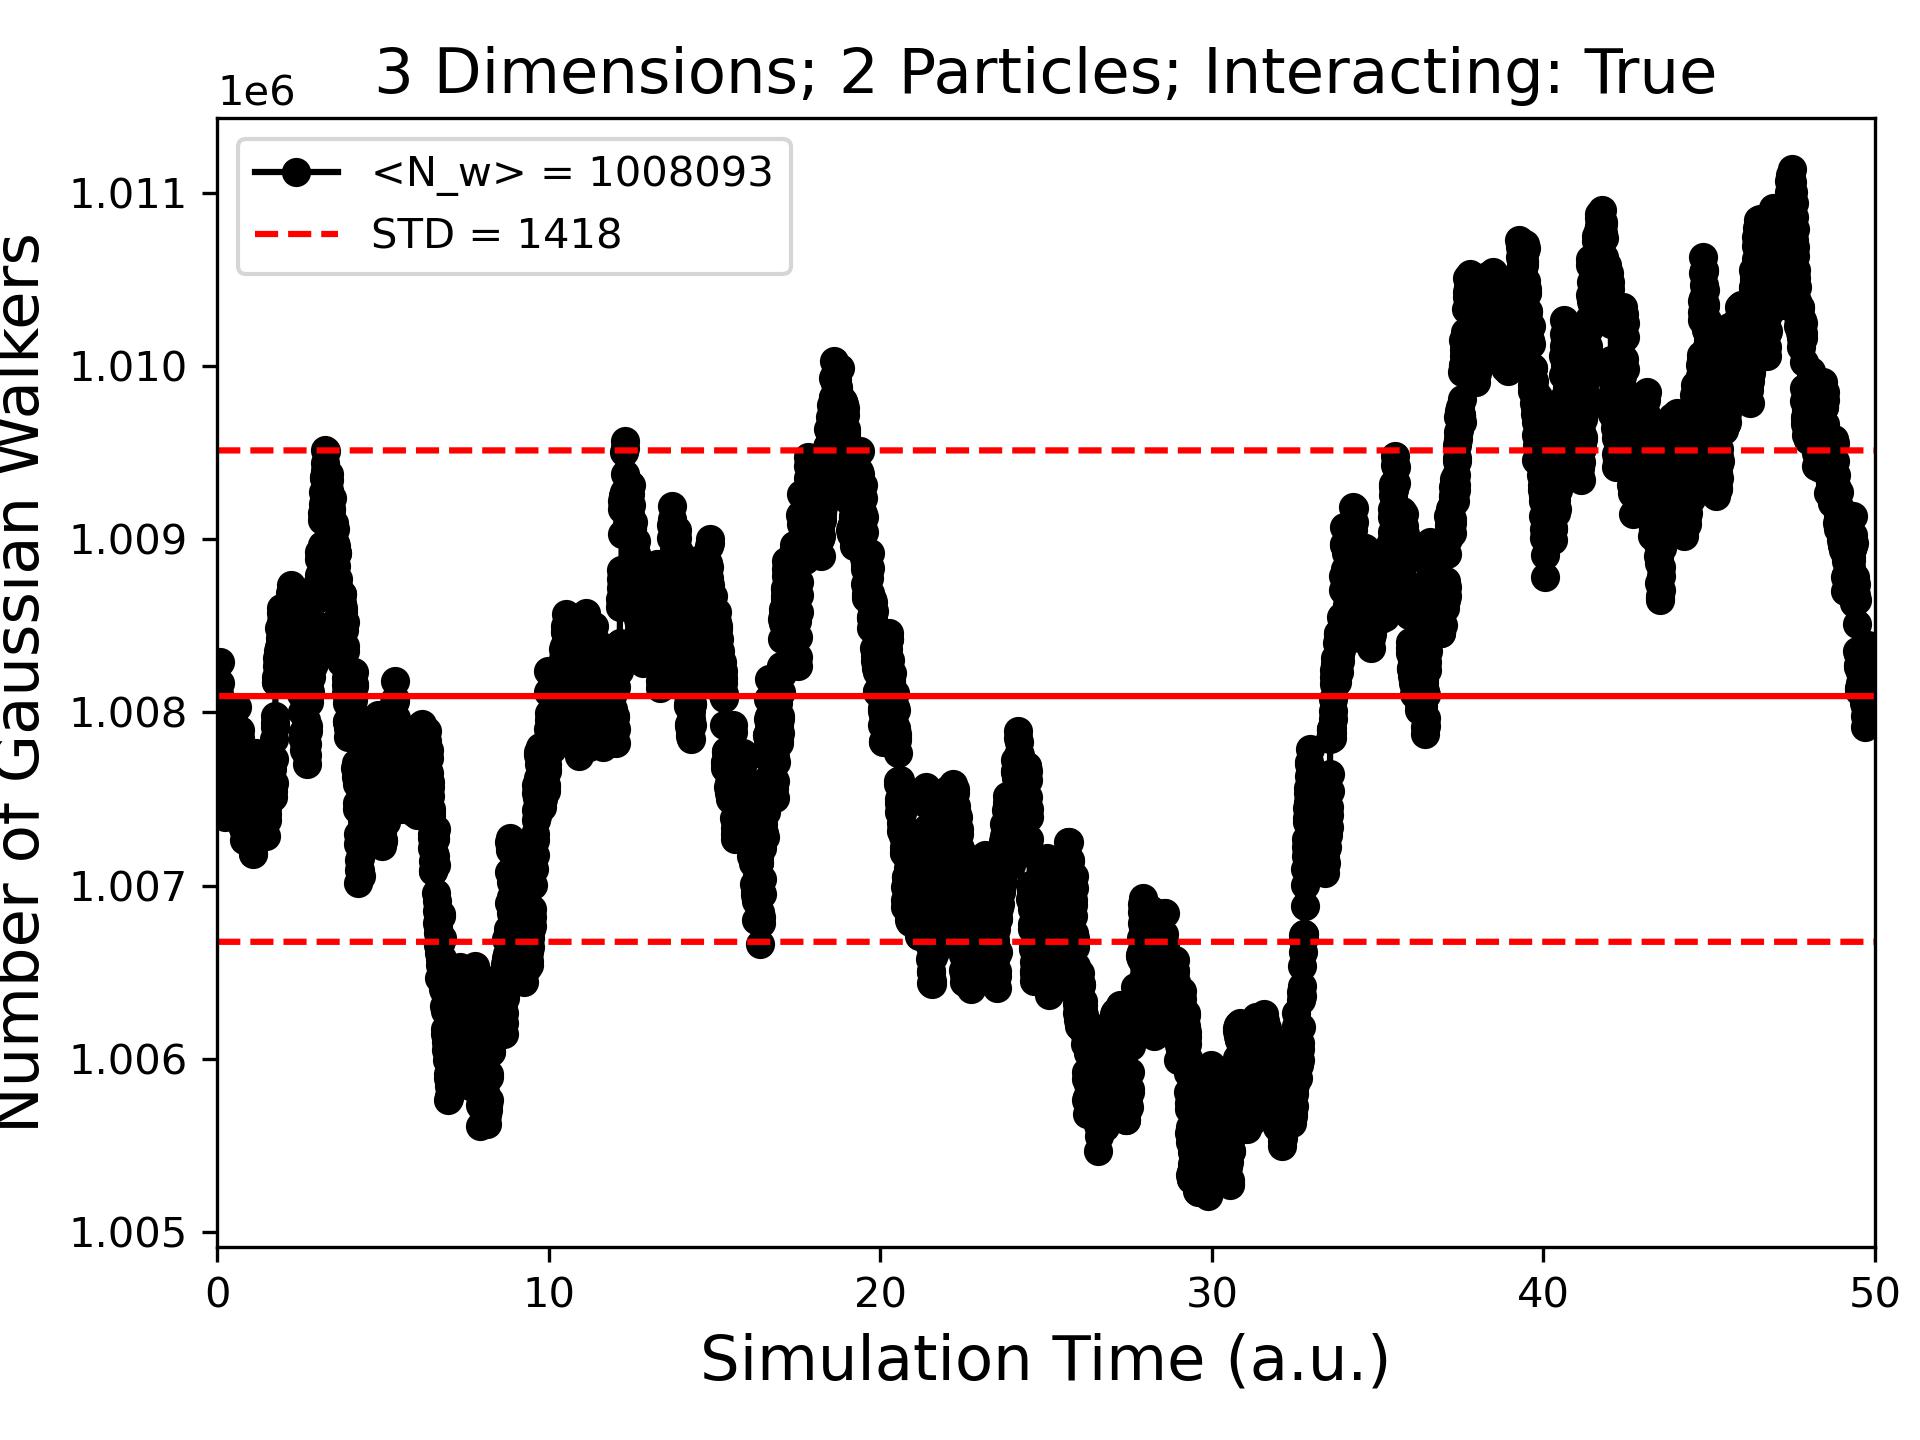 3 Dimensions; 2 Particles; Interacting: True
1e6
<N_w> = 1008093
STD = 1418
1.011
1.010
1.009
1.008
1.007
1.006
1.005
Number of Gaussian Walkers
0 10 20 30 40 50
Simulation Time (a.u.)